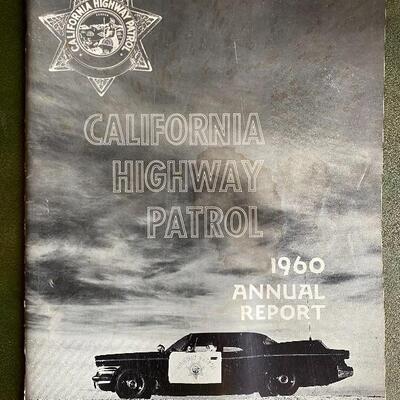 CALIFORNIA HIGHWAY PATROL
CALIFORNIA
HIGHWAY
PATROL
1960
ANNUAL
REPORT